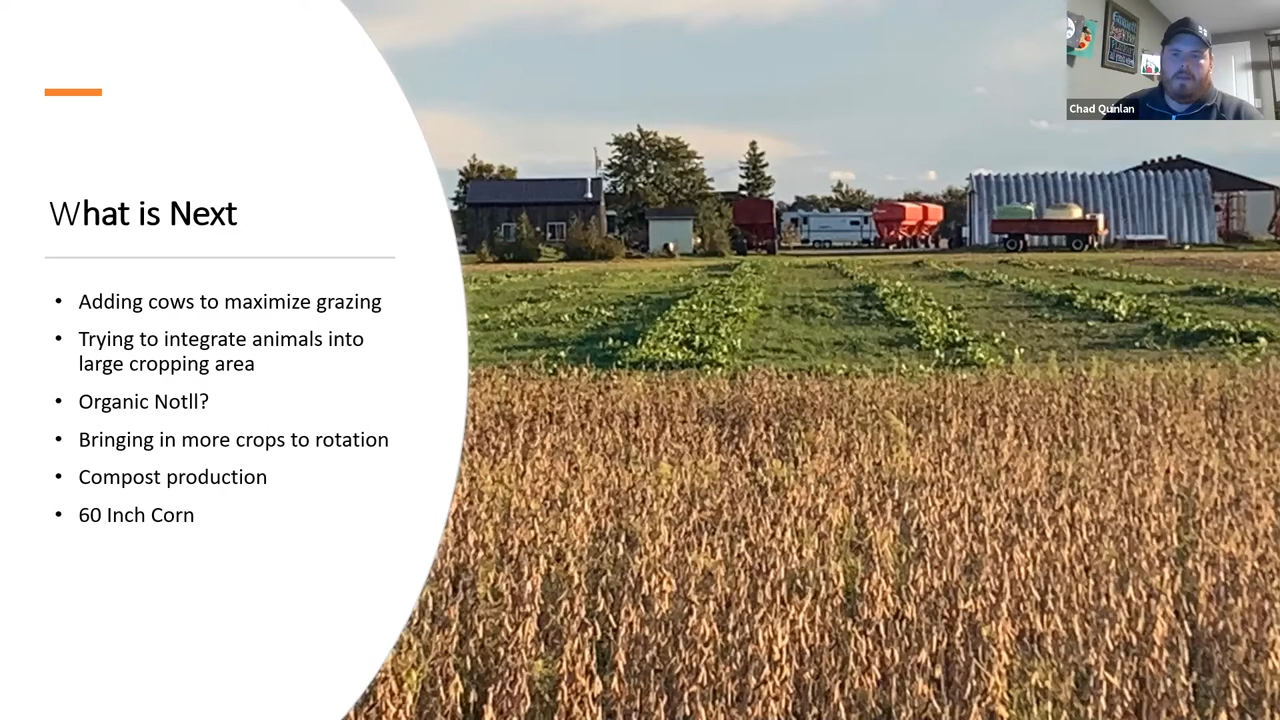 What is Next
• Adding cows to maximize grazing
• Trying to integrate animals into
large cropping area
• Organic Notll?
• Bringing in more crops to rotation
• Compost production
• 60 Inch Corn
Chad Quinlan